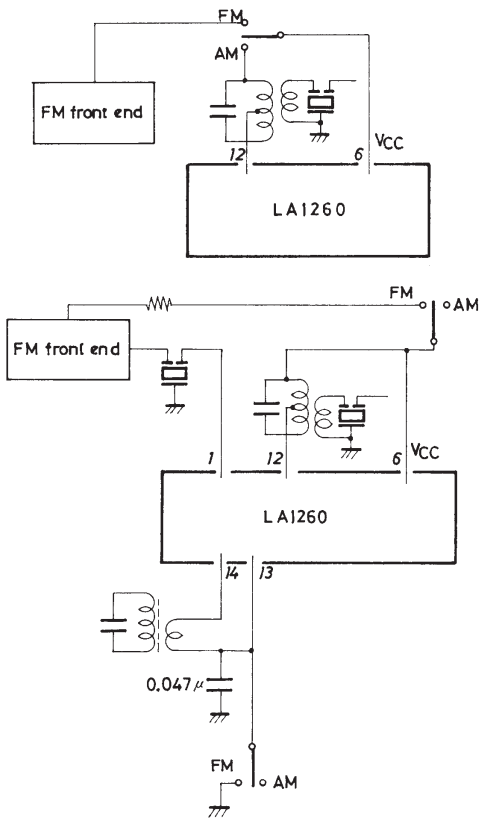 FM
AM
FM front end
12
6
VCC
LA1260
FM
AM
FM front end
1
12
6
VCC
LA1260
14
13
0.047μ
FM
AM